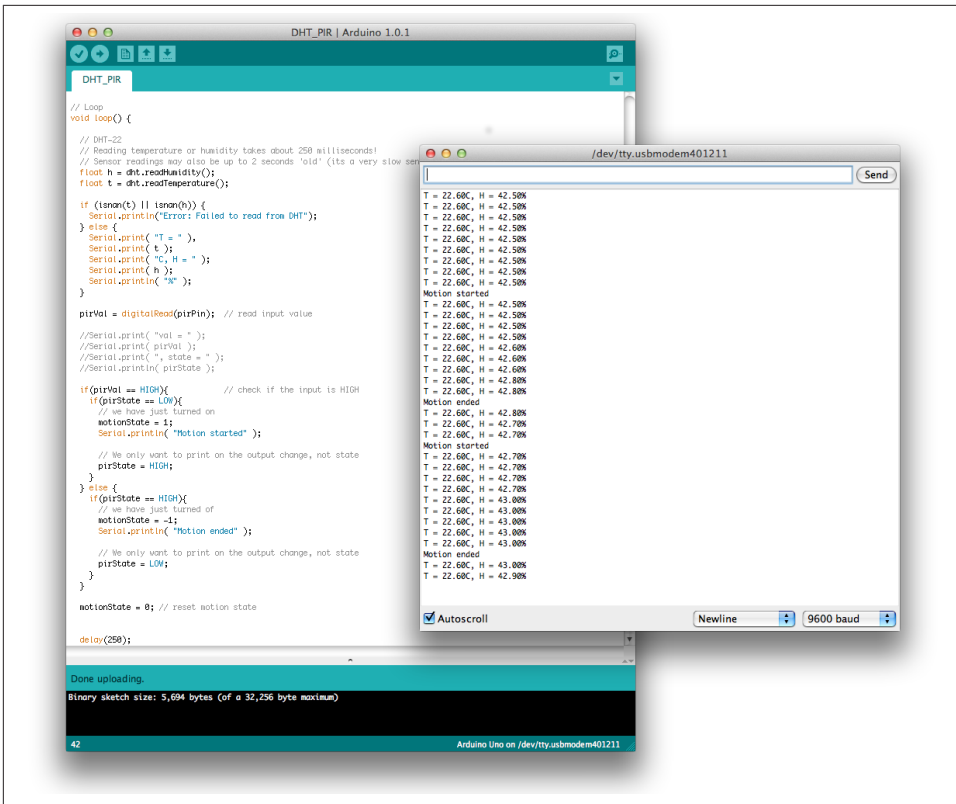 DHT_PIR | Arduino 1.0.1
DHT_PIR
// Loop
void loop() {
// DHT-22
// Reading temperature or humidity takes about 250 milliseconds!
// Sensor readings may also be up to 2 seconds 'old' (its a very slow sen
float h = dht.readHumidity();
float t = dht.readTemperature();
if (isnan(t) || isnan(h)) {
Serial.println("Error: Failed to read from DHT");
} else {
Serial.print( "T = " ),
Serial.print( t );
Serial.print( "C, H = " );
Serial.print( h );
Serial.println( "%" );
}
pirVal = digitalRead(pirPin);  // read input value
//Serial.print( "val = " );
//Serial.print( pirVal );
//Serial.print( ", state = " );
//Serial.println( pirState );
if(pirVal == HIGH){ // check if the input is HIGH
if(pirState == LOW){
// we have just turned on
motionState = 1;
Serial.println( "Motion started" );
// We only want to print on the output change, not state
pirState = HIGH;
}
} else {
if(pirState == HIGH){
// we have just turned of
motionState = -1;
Serial.println( "Motion ended" );
// We only want to print on the output change, not state
pirState = LOW;
}
}
motionState = 0; // reset motion state
delay(250);
Done uploading.
Binary sketch size: 5,694 bytes (of a 32,256 byte maximum)
42
Arduino Uno on /dev/tty.usbmodem401211
/dev/tty.usbmodem401211
Send
T = 22.60C, H = 42.50%
T = 22.60C, H = 42.50%
T = 22.60C, H = 42.50%
T = 22.60C, H = 42.50%
T = 22.60C, H = 42.50%
T = 22.60C, H = 42.50%
T = 22.60C, H = 42.50%
T = 22.60C, H = 42.50%
T = 22.60C, H = 42.50%
Motion started
T = 22.60C, H = 42.50%
T = 22.60C, H = 42.50%
T = 22.60C, H = 42.50%
T = 22.60C, H = 42.50%
T = 22.60C, H = 42.60%
T = 22.60C, H = 42.60%
T = 22.60C, H = 42.60%
T = 22.60C, H = 42.80%
T = 22.60C, H = 42.80%
Motion ended
T = 22.60C, H = 42.80%
T = 22.60C, H = 42.70%
T = 22.60C, H = 42.70%
Motion started
T = 22.60C, H = 42.70%
T = 22.60C, H = 42.70%
T = 22.60C, H = 42.70%
T = 22.60C, H = 42.70%
T = 22.60C, H = 43.00%
T = 22.60C, H = 43.00%
T = 22.60C, H = 43.00%
T = 22.60C, H = 43.00%
T = 22.60C, H = 43.00%
Motion ended
T = 22.60C, H = 43.00%
T = 22.60C, H = 42.90%
Autoscroll
Newline
9600 baud